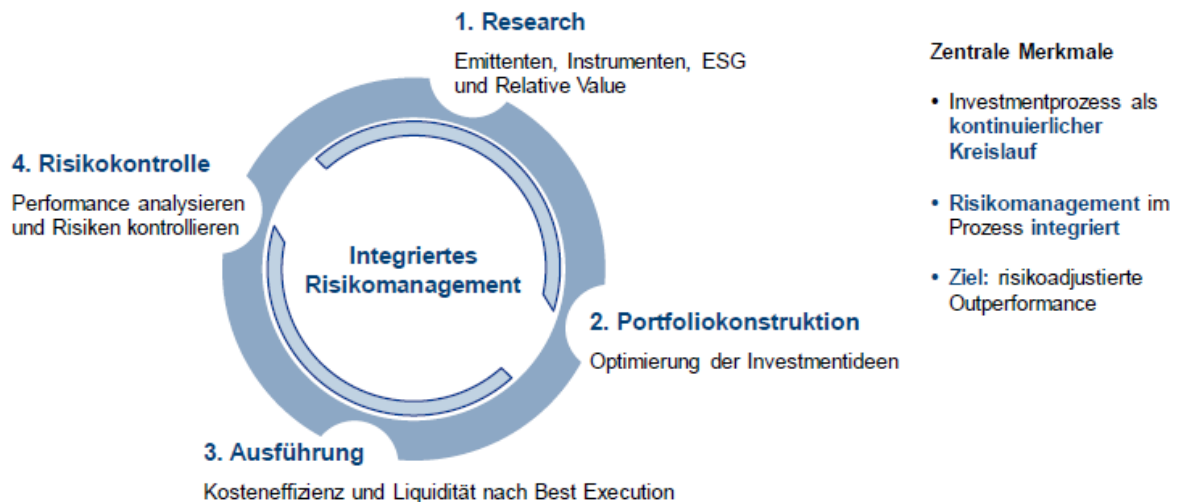 1. Research
Emittenten, Instrumenten, ESG
und Relative Value
4. Risikokontrolle
Performance analysieren
und Risiken kontrollieren
Integriertes
Risikomanagement
2. Portfoliokonstruktion
Optimierung der Investmentideen
3. Ausführung
Kosteneffizienz und Liquidität nach Best Execution
Zentrale Merkmale
• Investmentprozess als
kontinuierlicher
Kreislauf
• Risikomanagement im
Prozess integriert
• Ziel: risikoadjustierte
Outperformance